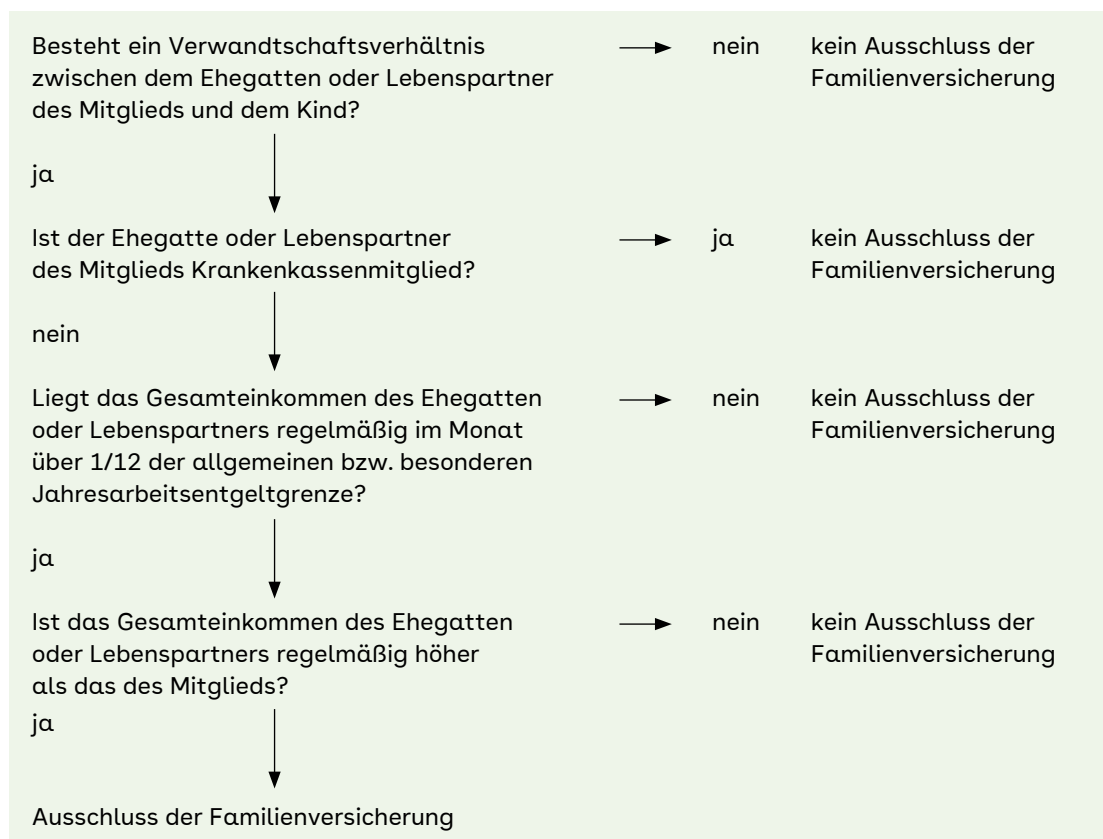 Besteht ein Verwandtschaftsverhältnis
zwischen dem Ehegatten oder Lebenspartner
des Mitglieds und dem Kind?
nein
kein Ausschluss der
Familienversicherung
ja
Ist der Ehegatte oder Lebenspartner
des Mitglieds Krankenkassenmitglied?
ja
kein Ausschluss der
Familienversicherung
nein
Liegt das Gesamteinkommen des Ehegatten
oder Lebenspartners regelmäßig im Monat
über 1/12 der allgemeinen bzw. besonderen
Jahresarbeitsentgeltgrenze?
nein
kein Ausschluss der
Familienversicherung
ja
Ist das Gesamteinkommen des Ehegatten
oder Lebenspartners regelmäßig höher
als das des Mitglieds?
nein
kein Ausschluss der
Familienversicherung
ja
Ausschluss der Familienversicherung